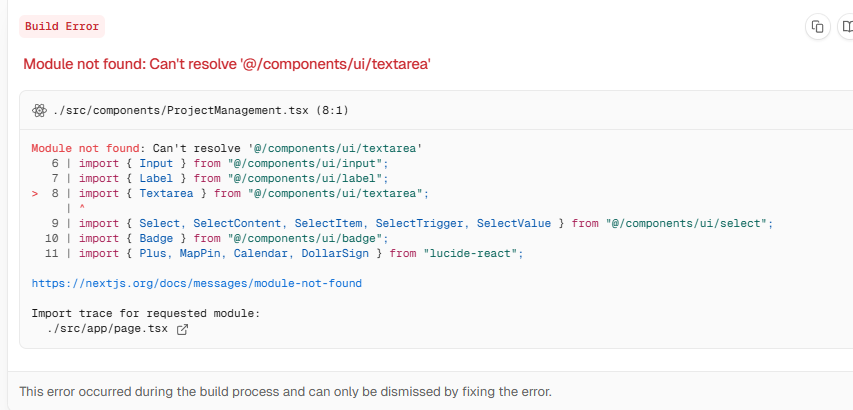 Build Error
Module not found: Can't resolve '@/components/ui/textarea'
./src/components/ProjectManagement.tsx (8:1)
Module not found: Can't resolve '@/components/ui/textarea'
6 | import { Input } from "@/components/ui/input";
7 | import { Label } from "@/components/ui/label";
> 8 | import { Textarea } from "@/components/ui/textarea";
| ^
9 | import { Select, SelectContent, SelectItem, SelectTrigger, SelectValue } from "@/components/ui/select";
10 | import { Badge } from "@/components/ui/badge";
11 | import { Plus, MapPin, Calendar, DollarSign } from "lucide-react";
https://nextjs.org/docs/messages/module-not-found
Import trace for requested module:
./src/app/page.tsx
This error occurred during the build process and can only be dismissed by fixing the error.